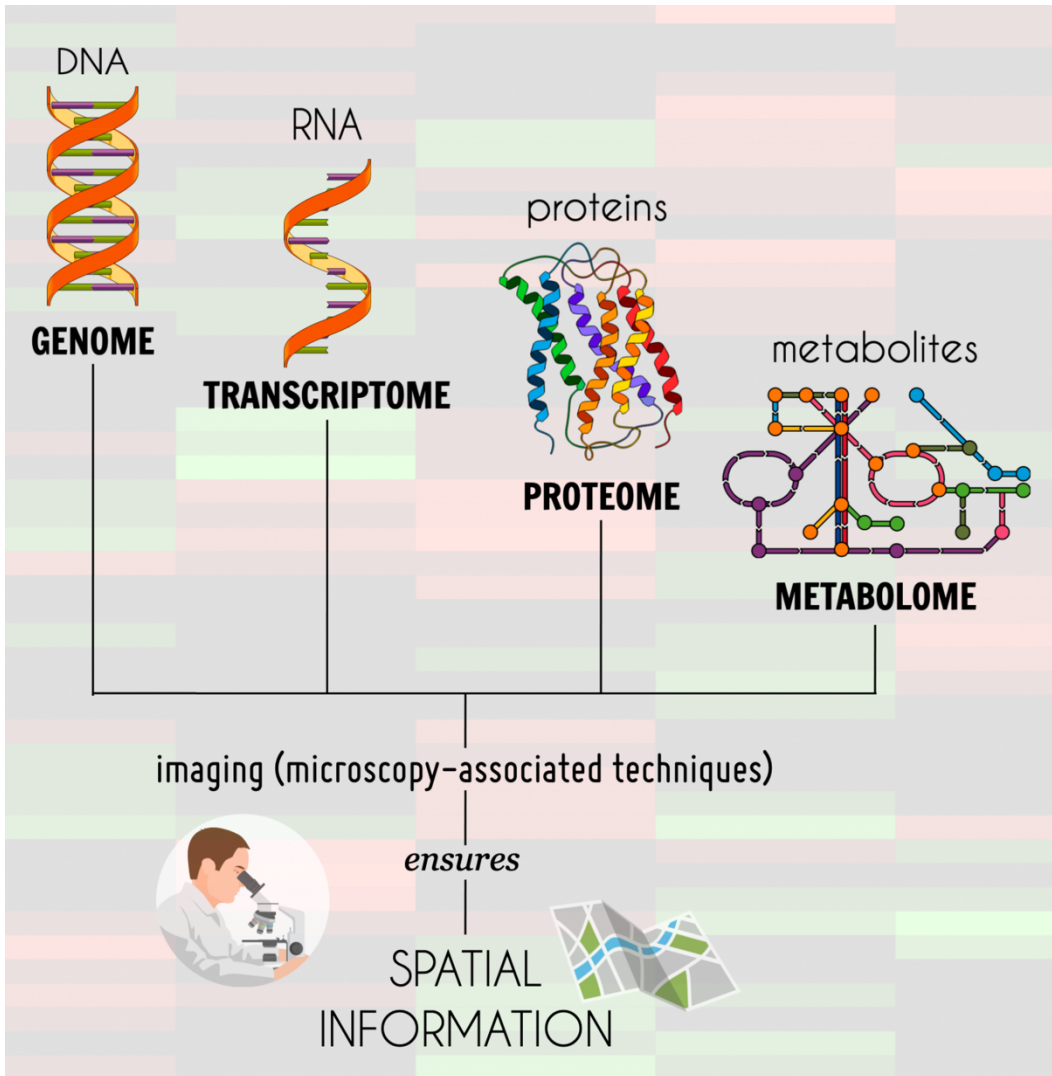 DNA
GENOME
RNA
TRANSCRIPTOME
proteins
PROTEOME
metabolites
METABOLOME
imaging (microscopy-associated techniques)
ensures
SPATIAL
INFORMATION